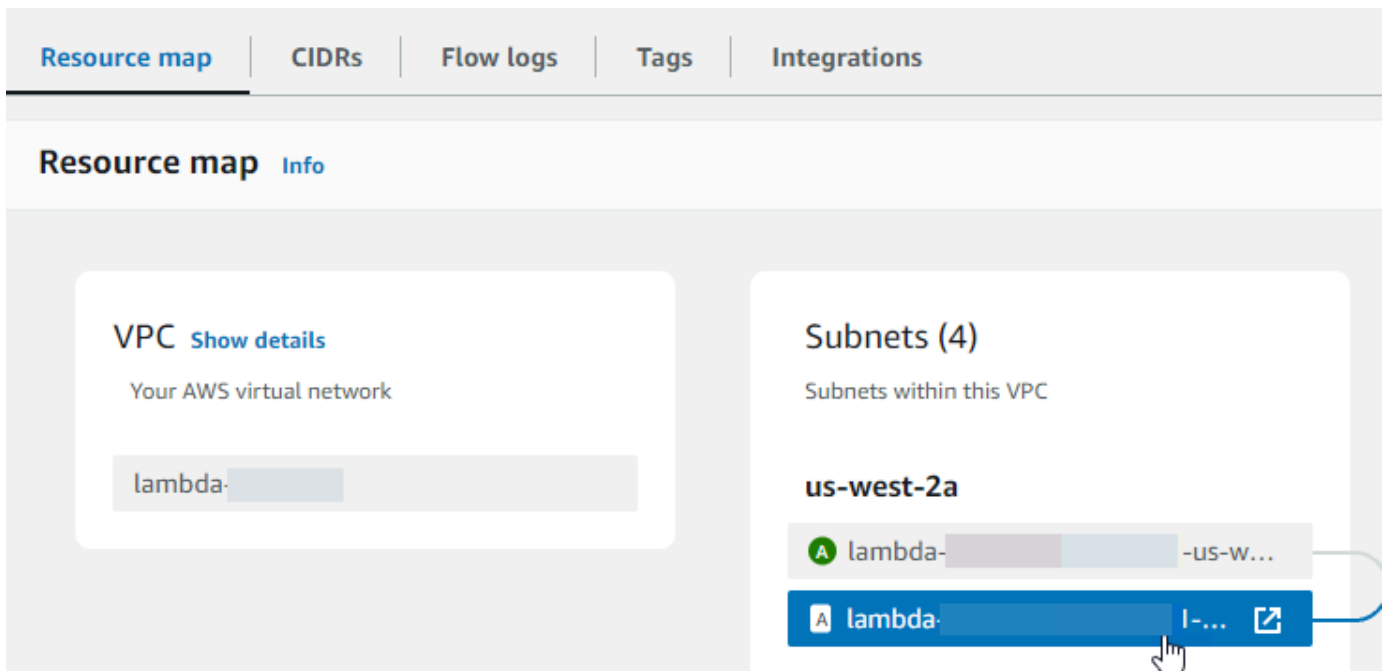 Resource map CIDRs Flow logs Tags Integrations
Resource map Info
VPC Show details
Your AWS virtual network
lambda-
Subnets (4)
Subnets within this VPC
us-west-2a
A lambda- -us-w...
A lambda- l-...